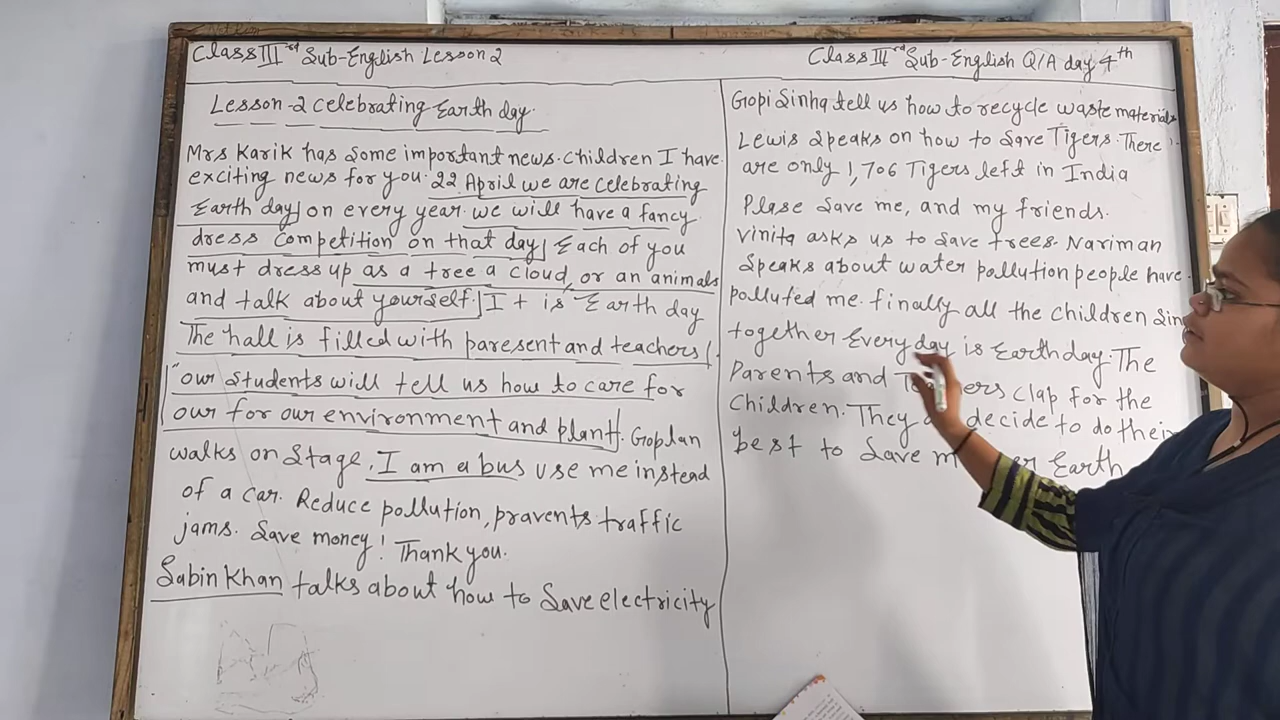 Class III rd Sub-English Lesson 2
Lesson-2 Celebrating Earth day.
Mrs Karik has some important news. Children I have
exciting news for you. 22 April we are celebrating
Earth day on every year. we will have a fancy
dress competition on that day Each of you
must dress up as a tree a cloud, or an animals
and talk about yourself. It is Earth day
The hall is filled with paresent and teachers
"our students will tell us how to care for
our for our environment and plant. Goplan
walks on stage. I am a bus use me instead
of a car. Reduce pollution, pravents traffic
jams. Save money! Thank you.
Sabin Khan talks about how to Save electricity
Class III rd Sub-English Q/A day 4th
Gopi Sinha tell us how to recycle waste materials
Lewis Speaks on how to Save Tigers. There
are only 1,706 Tigers left in India
Plase Save me, and my friends.
Vinita asks us to Save trees. Nariman
Speaks about water pollution people have
polluted me. finally all the children Sin
together Every day is Earth day. The
Parents and clap for the
Children. They decide to do their
best to Save Earth